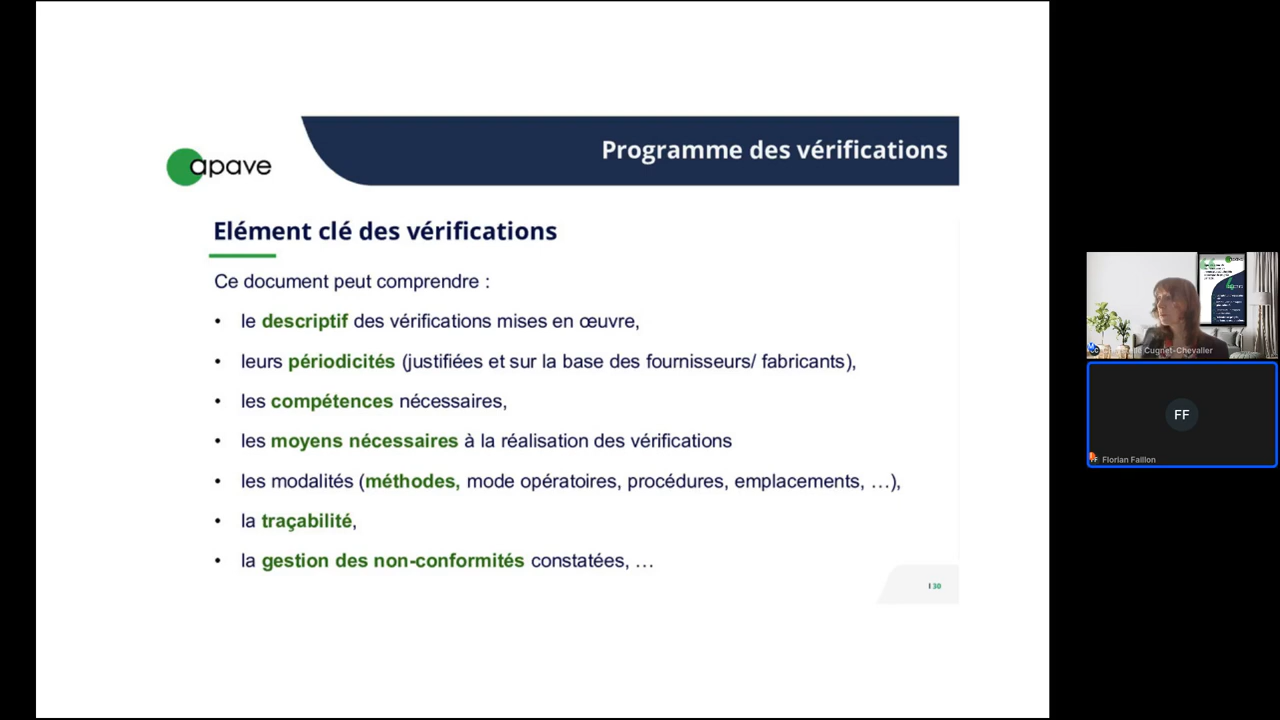 apave
Programme des vérifications
Elément clé des vérifications
Ce document peut comprendre :
• le descriptif des vérifications mises en œuvre,
• leurs périodicités (justifiées et sur la base des fournisseurs/ fabricants),
• les compétences nécessaires,
• les moyens nécessaires à la réalisation des vérifications
• les modalités (méthodes, mode opératoires, procédures, emplacements, …),
• la traçabilité,
• la gestion des non-conformités constatées, …
30
Cugnet-Chevalier
FF
Florian Faillon